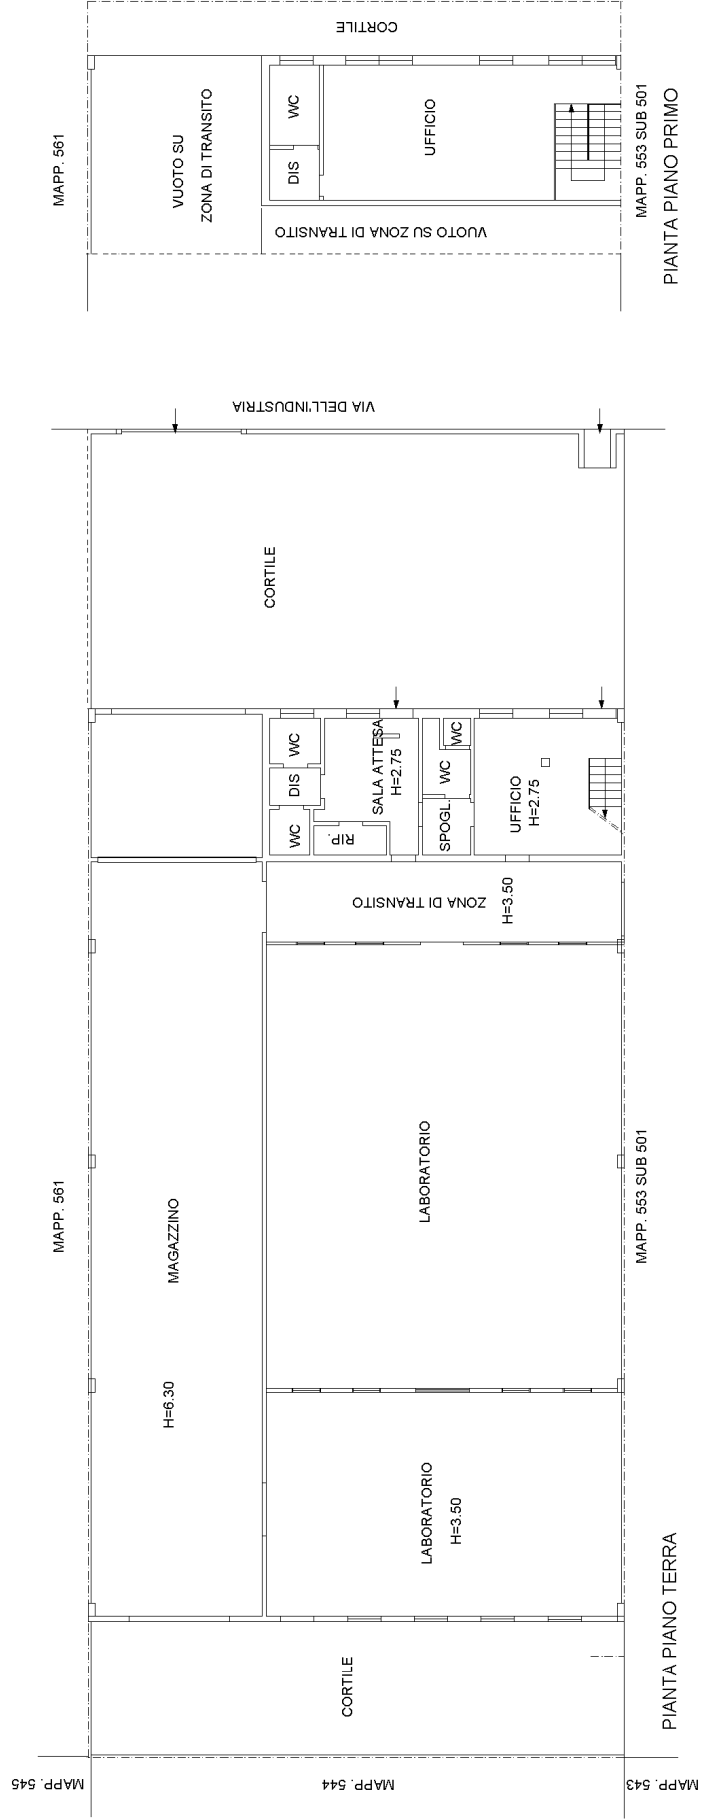 CORTILE
MAPP. 561
VUOTO SU
ZONA DI TRANSITO
WC
DIS
UFFICIO
VUOTO SU ZONA DI TRANSITO
MAPP. 553 SUB 501
PIANTA PIANO PRIMO
VIA DELL'INDUSTRIA
CORTILE
WC
DIS
WC
RIP.
SALA ATTESA
H=2.75
WC
WC
SPOGL.
UFFICIO
H=2.75
ZONA DI TRANSITO
H=3.50
MAPP. 561
MAGAZZINO
H=6.30
LABORATORIO
MAPP. 553 SUB 501
LABORATORIO
H=3.50
CORTILE
PIANTA PIANO TERRA
MAPP. 545
MAPP. 544
MAPP. 543